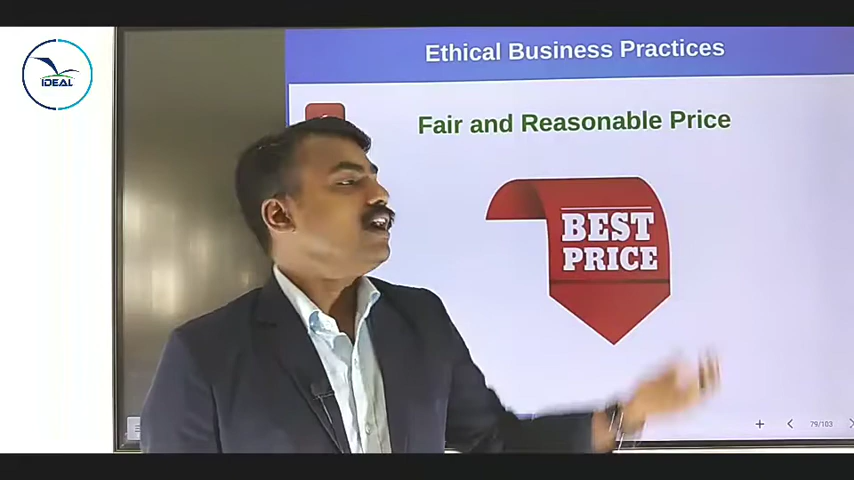 IDEAL
Ethical Business Practices
Fair and Reasonable Price
BEST
PRICE
79/103